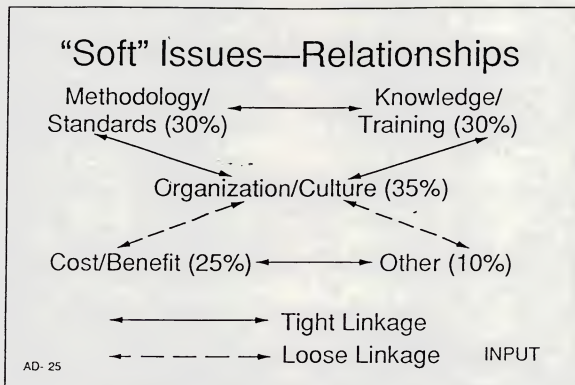 “Soft” Issues—Relationships
Methodology/
Standards (30%)
Knowledge/
Training (30%)
Organization/Culture (35%)
Cost/Benefit (25%)
Other (10%)
Tight Linkage
Loose Linkage
INPUT
AD- 25